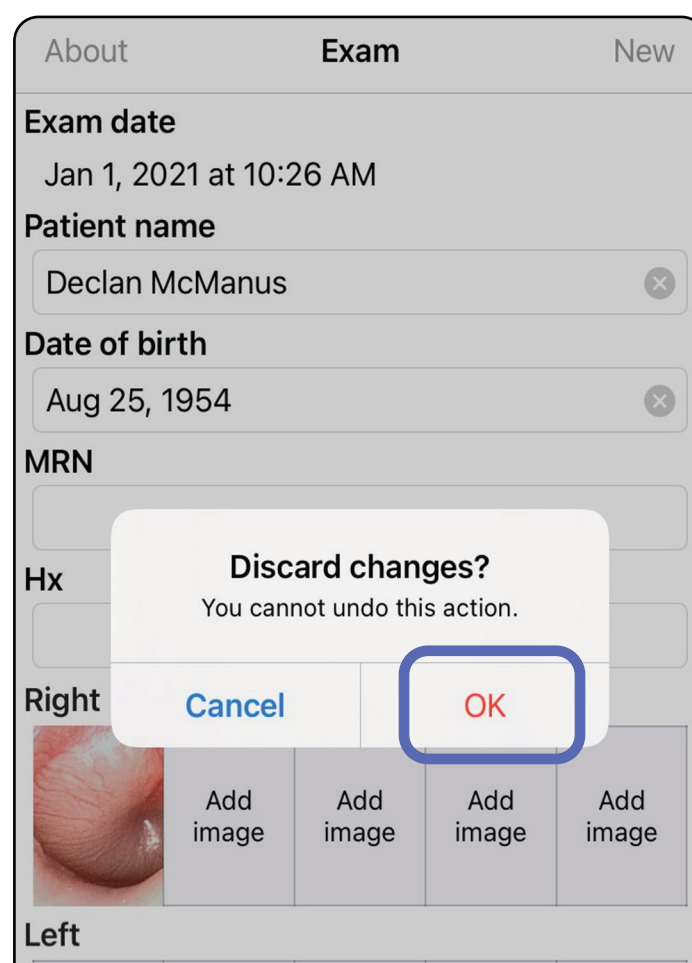 About Exam New
Exam date
Jan 1, 2021 at 10:26 AM
Patient name
Declan McManus
Date of birth
Aug 25, 1954
MRN
Discard changes?
You cannot undo this action.
Hx
Cancel OK
Right
Add image Add image Add image Add image
Left